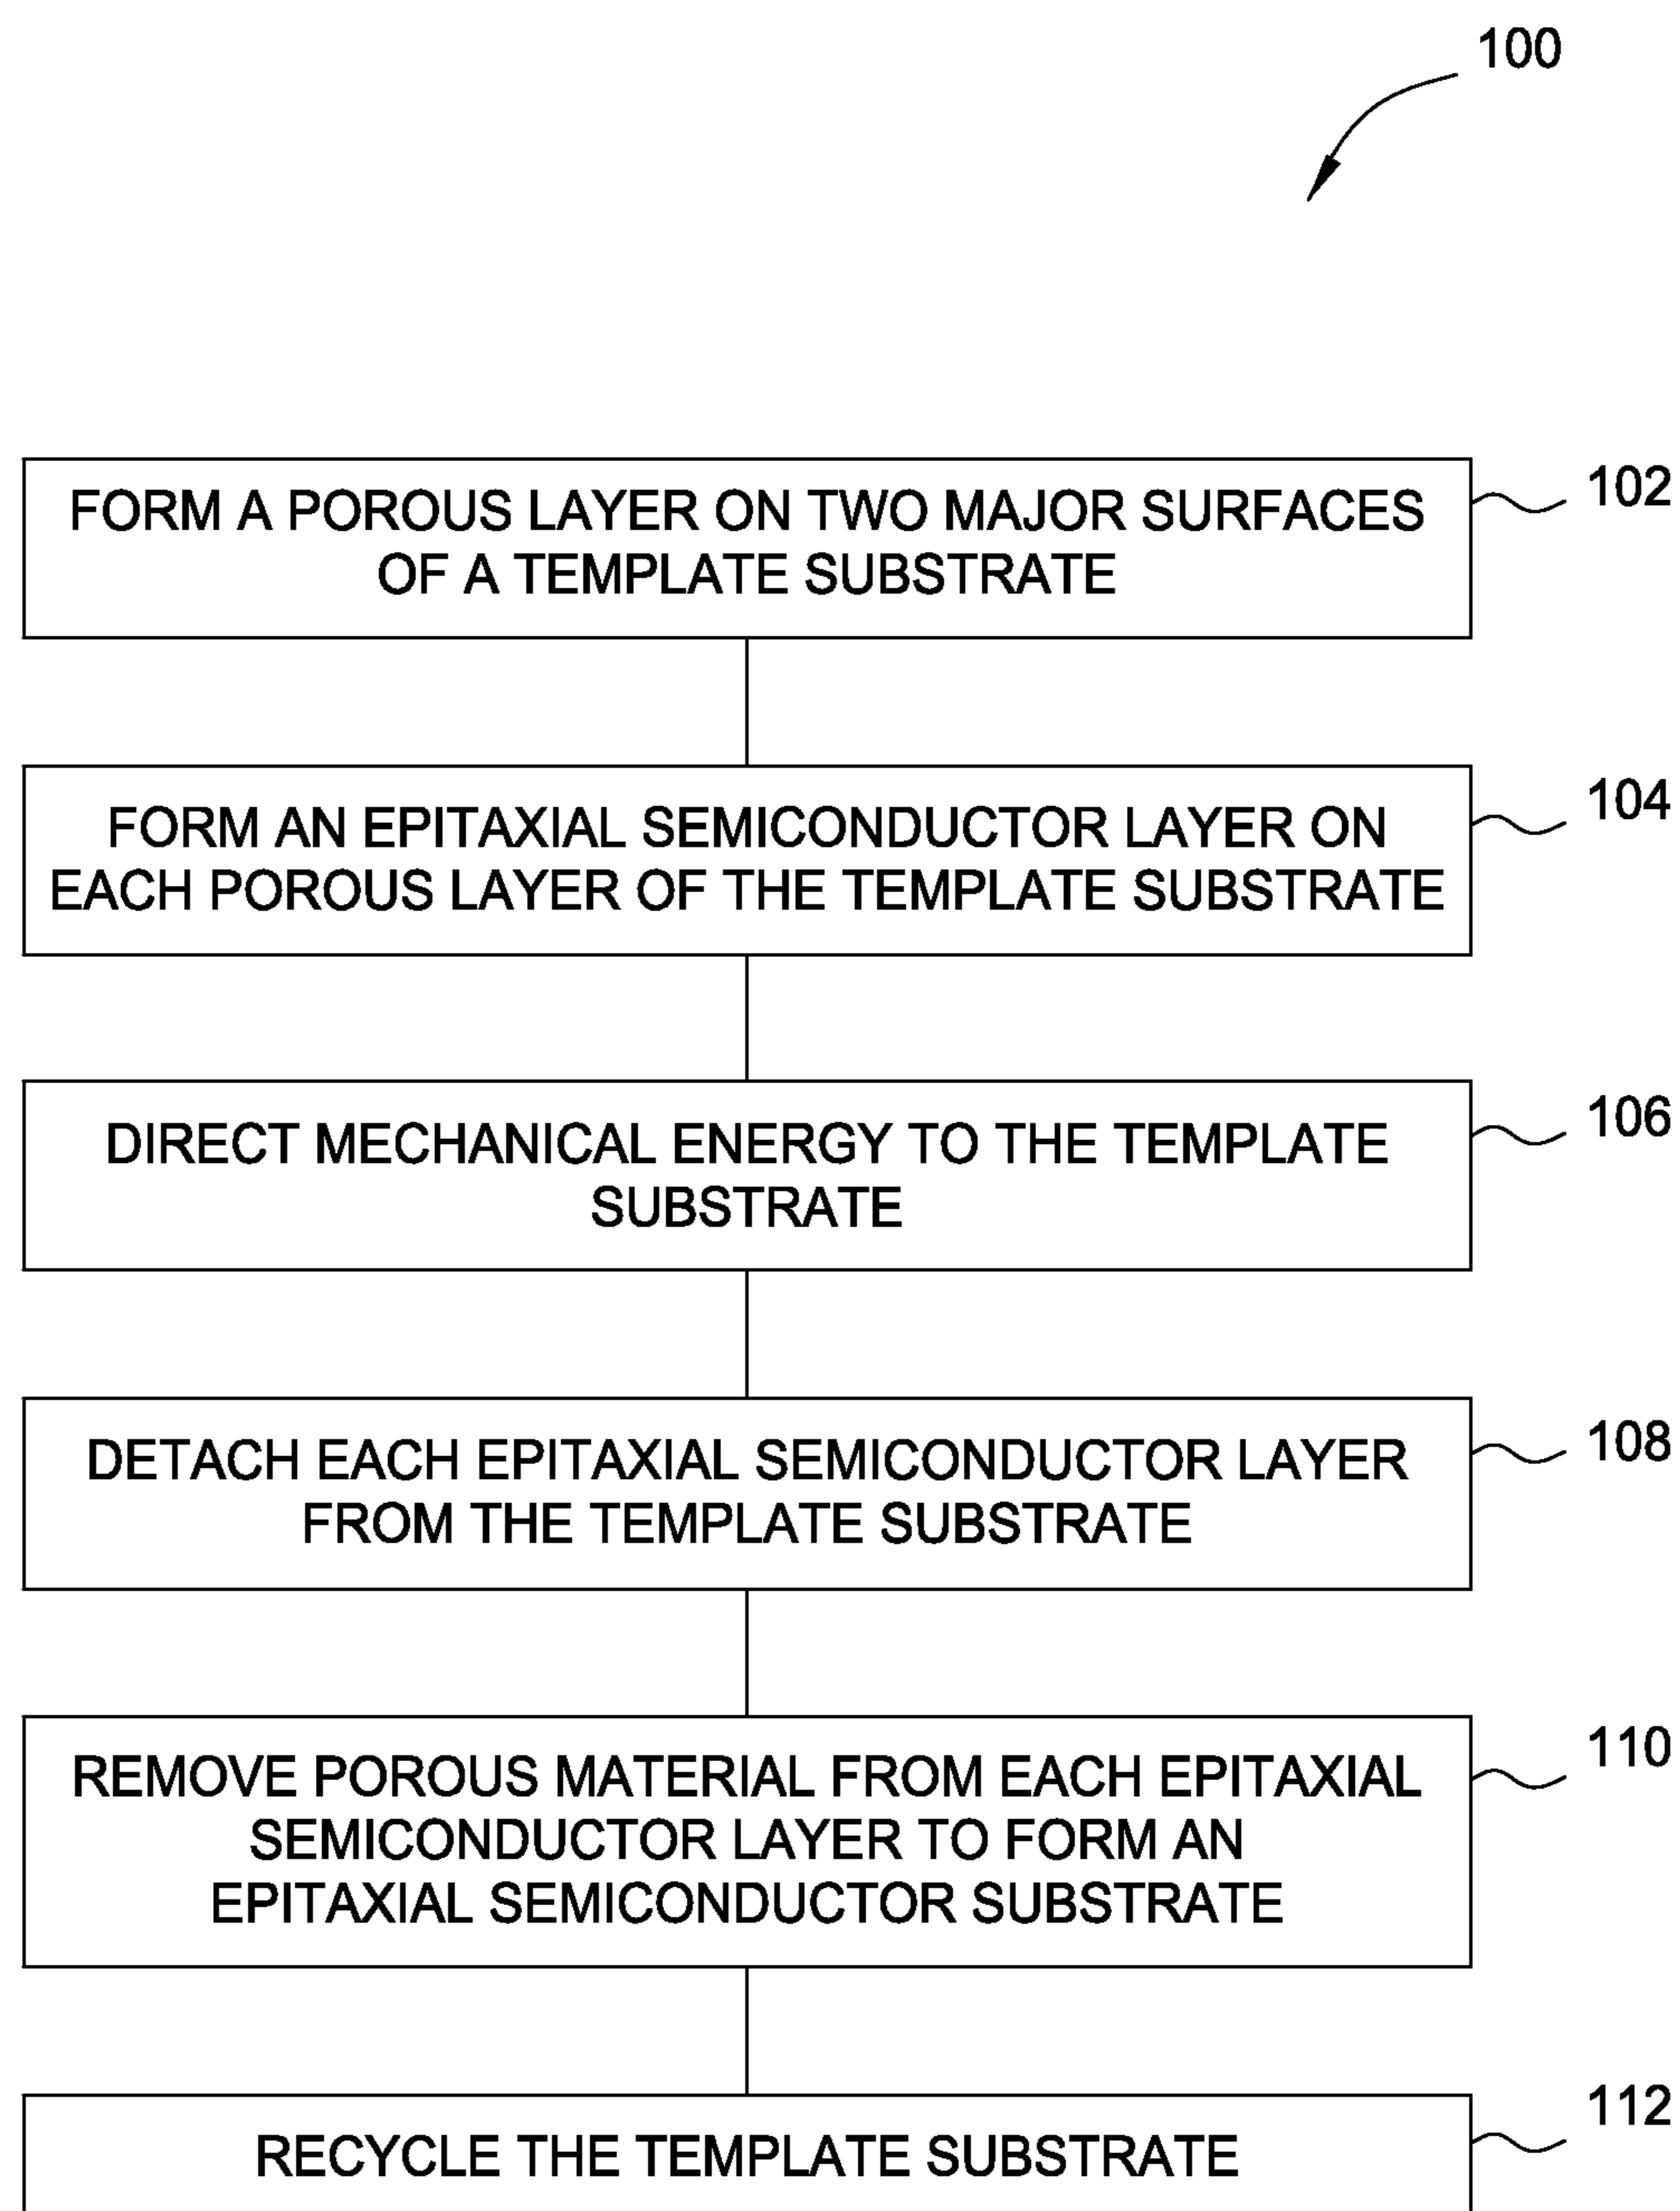 100
FORM A POROUS LAYER ON TWO MAJOR SURFACES
OF A TEMPLATE SUBSTRATE
102
FORM AN EPITAXIAL SEMICONDUCTOR LAYER ON
EACH POROUS LAYER OF THE TEMPLATE SUBSTRATE
104
DIRECT MECHANICAL ENERGY TO THE TEMPLATE
SUBSTRATE
106
DETACH EACH EPITAXIAL SEMICONDUCTOR LAYER
FROM THE TEMPLATE SUBSTRATE
108
REMOVE POROUS MATERIAL FROM EACH EPITAXIAL
SEMICONDUCTOR LAYER TO FORM AN
EPITAXIAL SEMICONDUCTOR SUBSTRATE
110
RECYCLE THE TEMPLATE SUBSTRATE
112